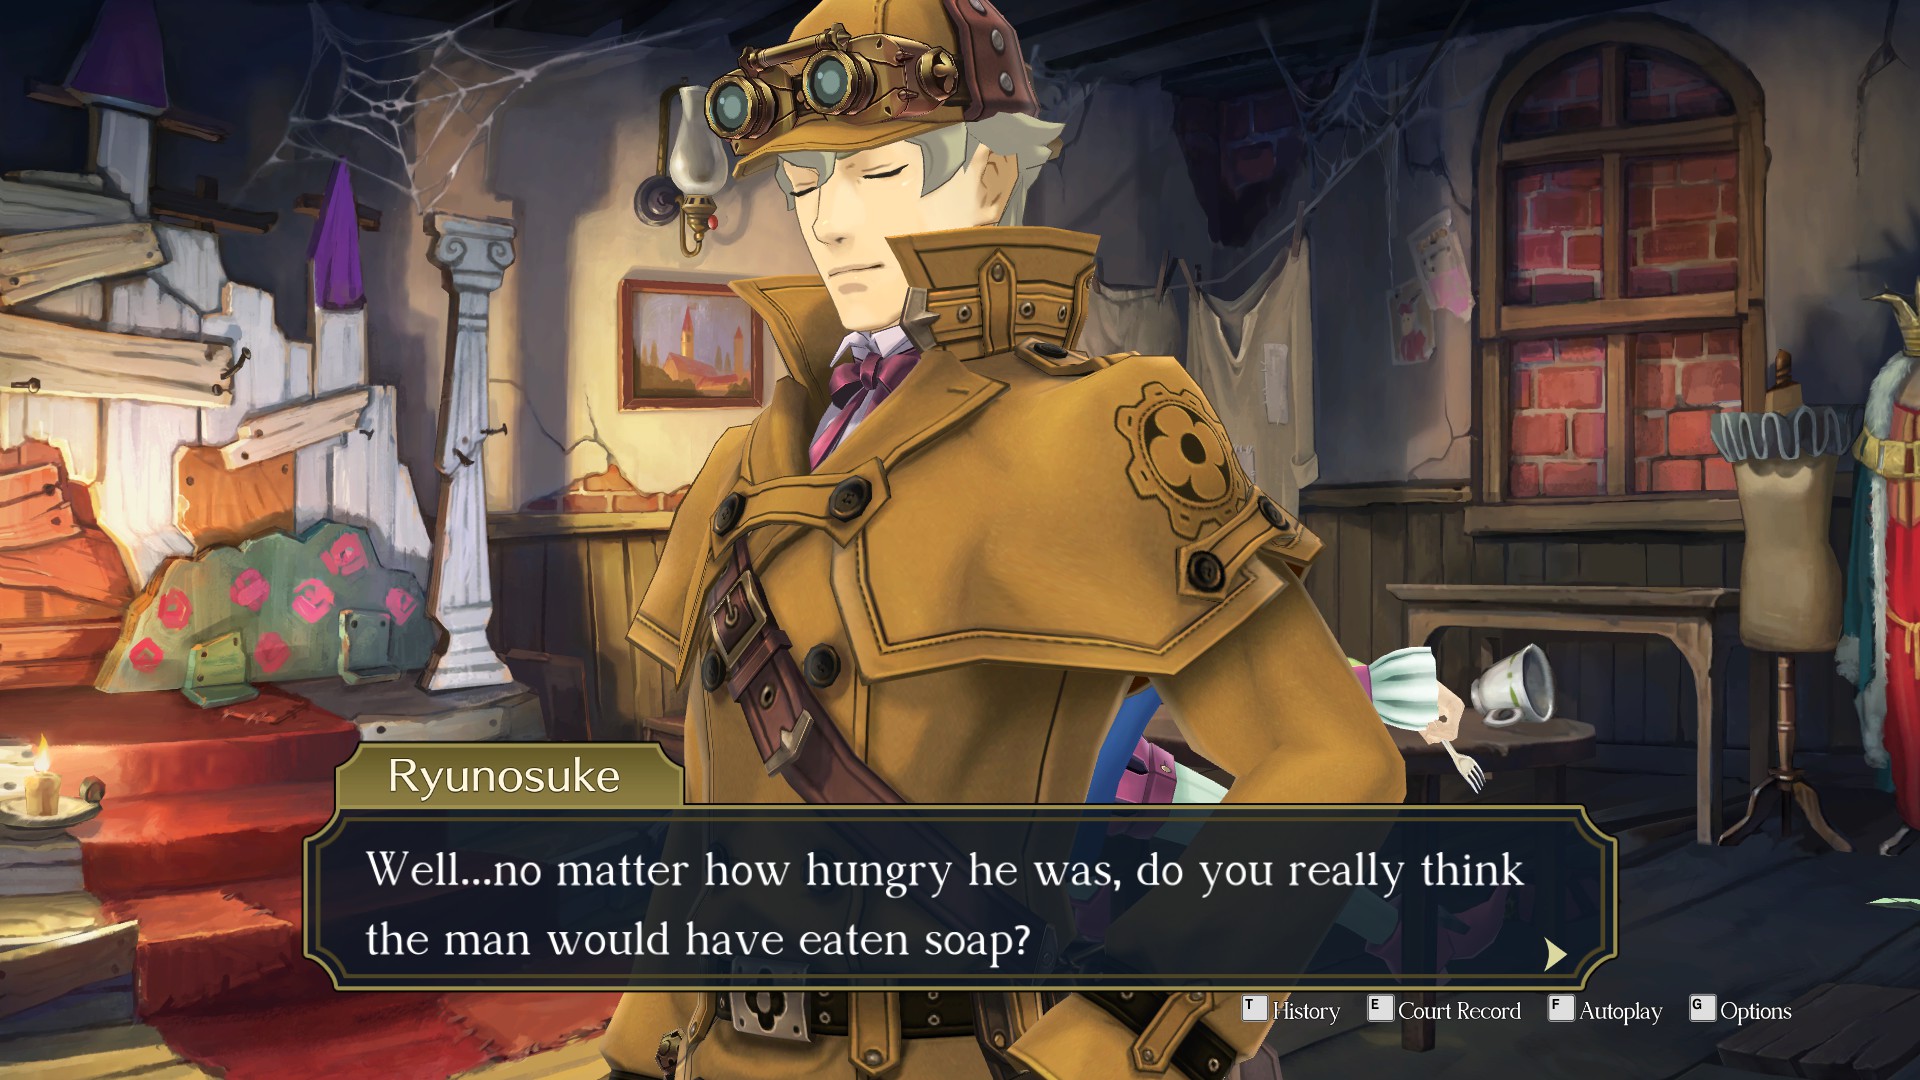 Ryunosuke
Well...no matter how hungry he was, do you really think
the man would have eaten soap?
T History E Court Record F Autoplay G Options